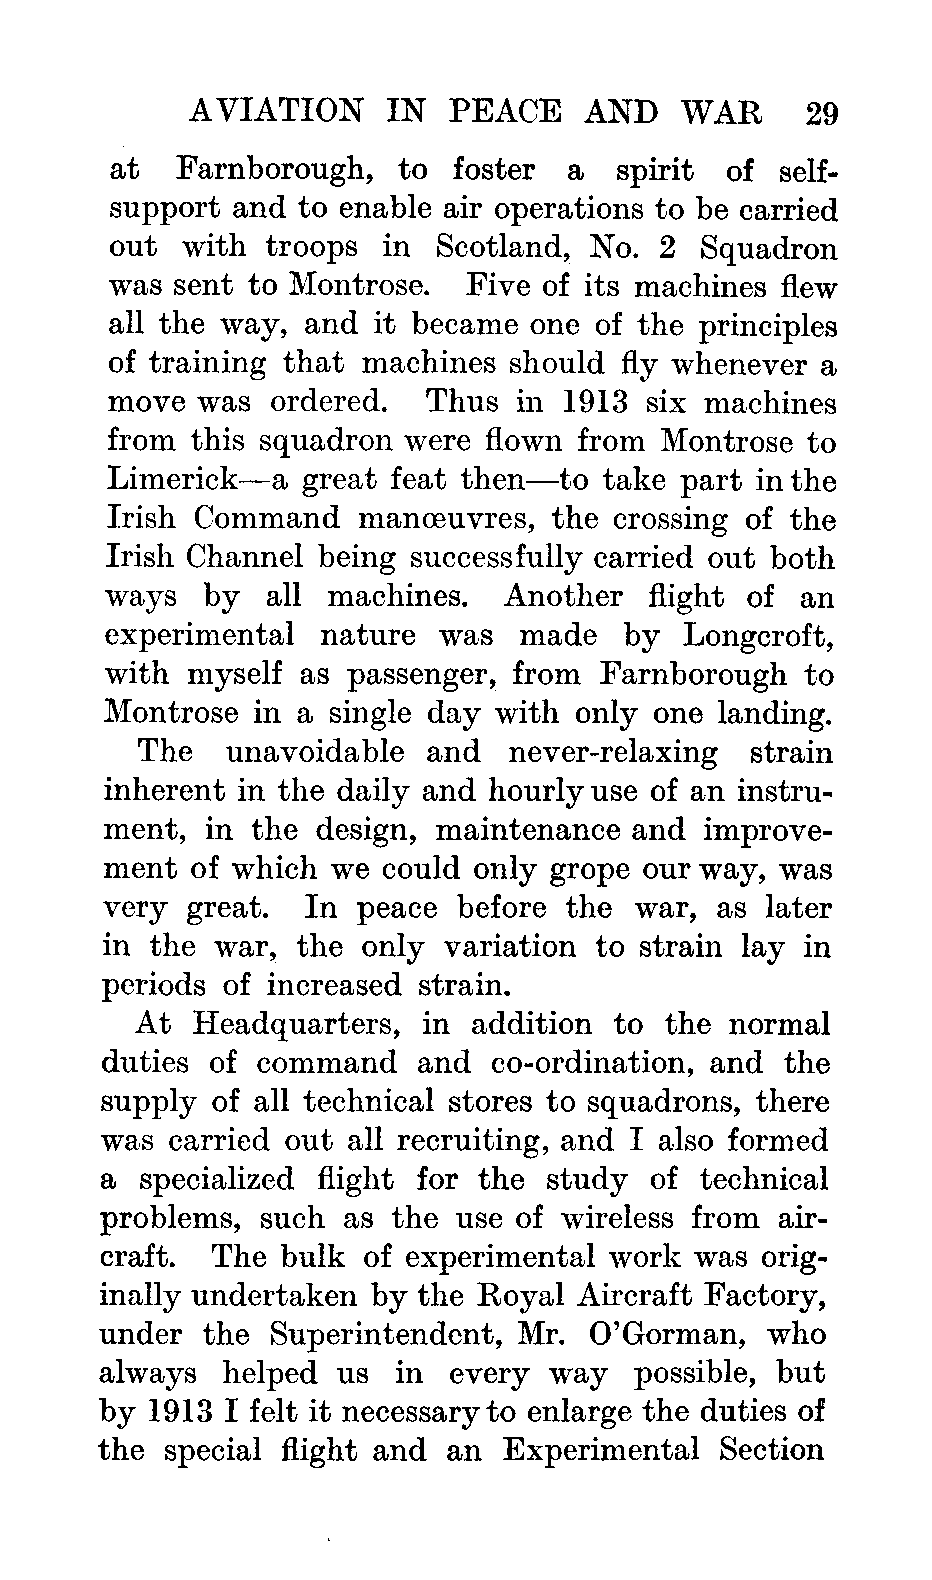 AVIATION IN PEACE AND WAR 29
at Farnborough, to foster a spirit of self-
support and to enable air operations to be carried
out with troops in Scotland, No. 2 Squadron
was sent to Montrose. Five of its machines flew
all the way, and it became one of the principles
of training that machines should fly whenever a
move was ordered. Thus in 1913 six machines
from this squadron were flown from Montrose to
Limerick—a great feat then—to take part in the
Irish Command manœuvres, the crossing of the
Irish Channel being successfully carried out both
ways by all machines. Another flight of an
experimental nature was made by Longcroft,
with myself as passenger, from Farnborough to
Montrose in a single day with only one landing.
The unavoidable and never-relaxing strain
inherent in the daily and hourly use of an instru-
ment, in the design, maintenance and improve-
ment of which we could only grope our way, was
very great. In peace before the war, as later
in the war, the only variation to strain lay in
periods of increased strain.
At Headquarters, in addition to the normal
duties of command and co-ordination, and the
supply of all technical stores to squadrons, there
was carried out all recruiting, and I also formed
a specialized flight for the study of technical
problems, such as the use of wireless from air-
craft. The bulk of experimental work was orig-
inally undertaken by the Royal Aircraft Factory,
under the Superintendent, Mr. O'Gorman, who
always helped us in every way possible, but
by 1913 I felt it necessary to enlarge the duties of
the special flight and an Experimental Section